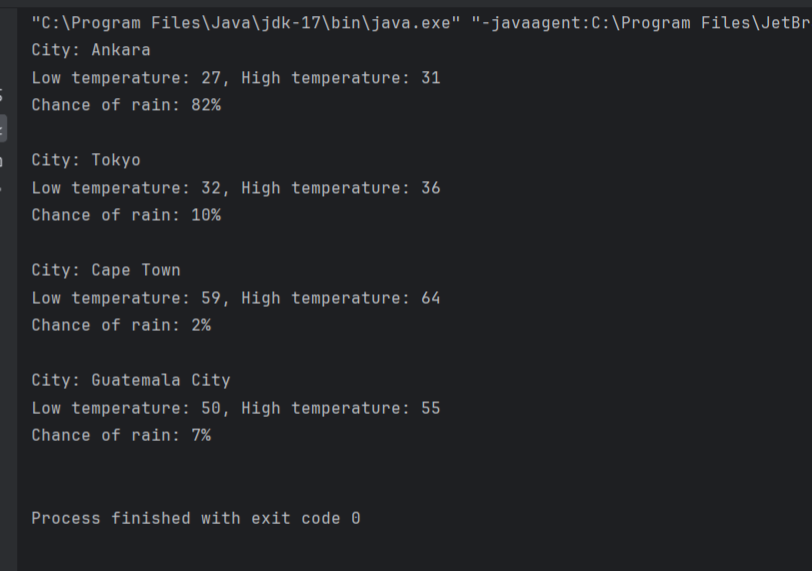 "C:\Program Files\Java\jdk-17\bin\java.exe" "-javaagent:C:\Program Files\JetBr
City: Ankara
Low temperature: 27, High temperature: 31
Chance of rain: 82%
City: Tokyo
Low temperature: 32, High temperature: 36
Chance of rain: 10%
City: Cape Town
Low temperature: 59, High temperature: 64
Chance of rain: 2%
City: Guatemala City
Low temperature: 50, High temperature: 55
Chance of rain: 7%
Process finished with exit code 0